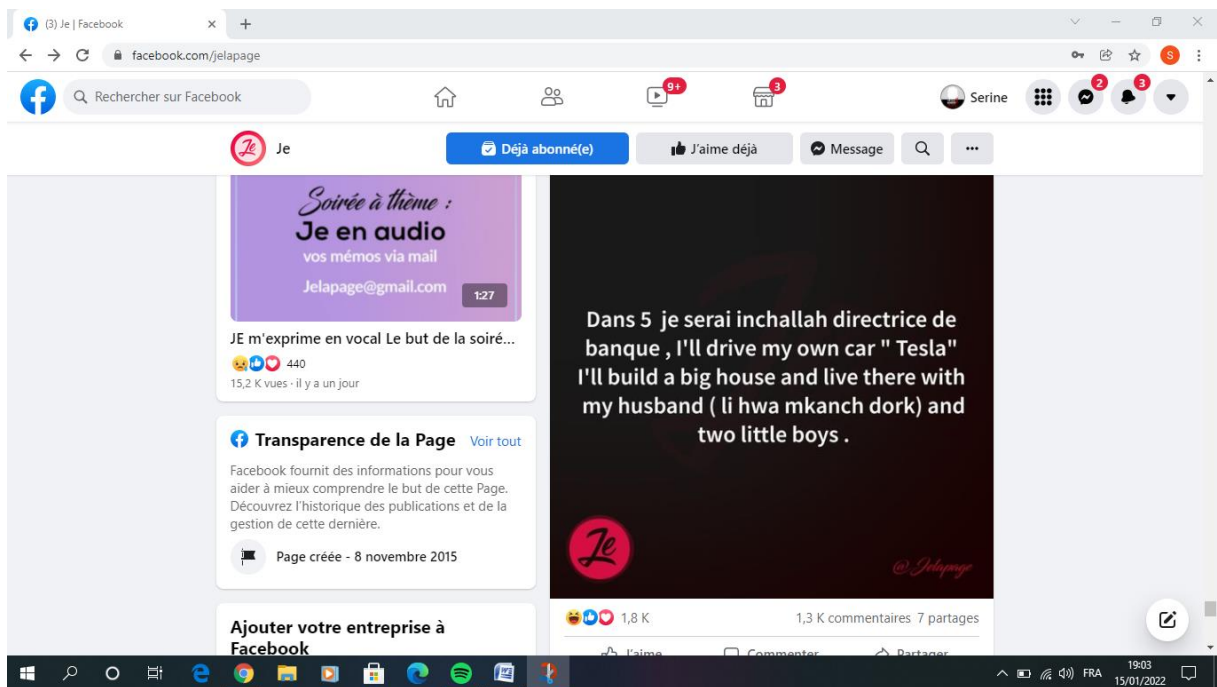 (3) Je | Facebook
facebook.com/jelapage
S
Rechercher sur Facebook
9+
3
Serine
2
3
Je
Je
Déjà abonné(e)
J'aime déjà
Message
Soirée à thème :
Je en audio
vos mémos via mail
Jelapage@gmail.com
1:27
JE m'exprime en vocal Le but de la soiré...
440
15,2 K vues · il y a un jour
Transparence de la Page Voir tout
Facebook fournit des informations pour vous
aider à mieux comprendre le but de cette Page.
Découvrez l'historique des publications et de la
gestion de cette dernière.
Page créée - 8 novembre 2015
Ajouter votre entreprise à
Facebook
Dans 5 je serai inchallah directrice de
banque , I'll drive my own car " Tesla"
I'll build a big house and live there with
my husband ( li hwa mkanch dork) and
two little boys .
Je
@ Jelapage
1,8 K
1,3 K commentaires 7 partages
J'aime
Commenter
Partager
FRA
19:03
15/01/2022